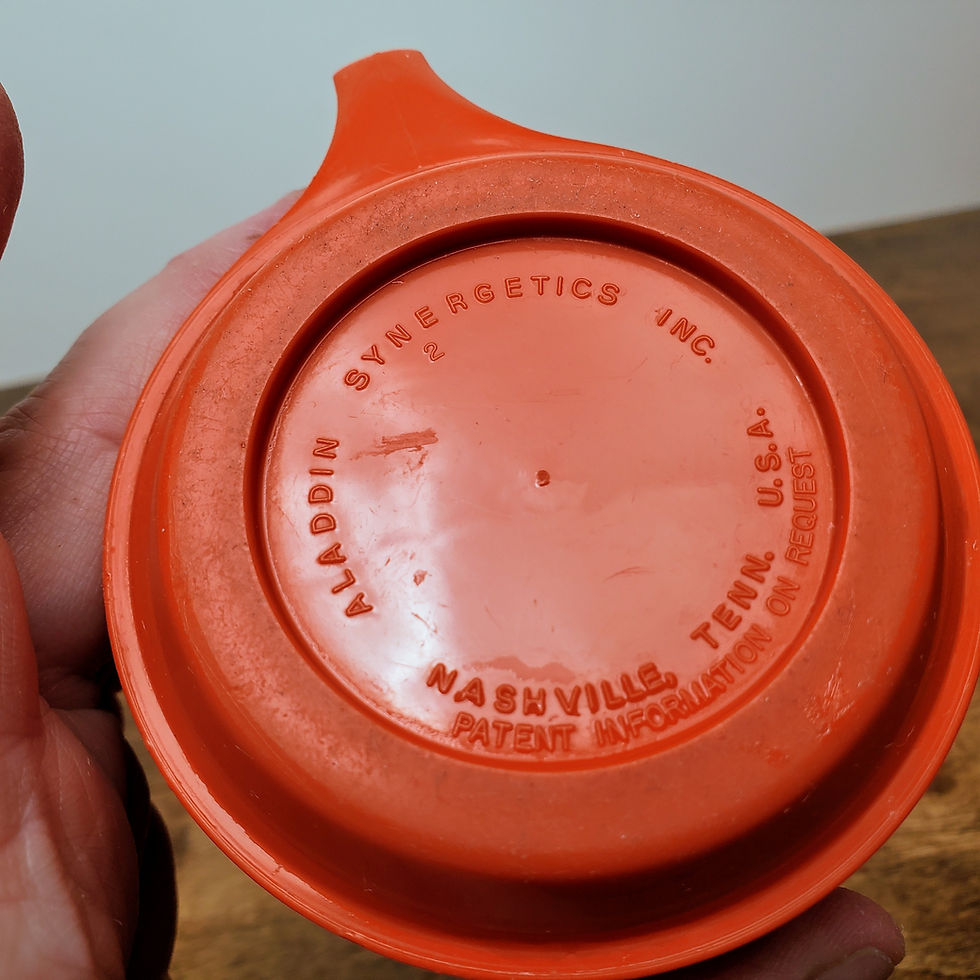 ALADDIN SYNERGETICS INC.
2
NASHVILLE, TENN. U.S.A.
PATENT INFORMATION ON REQUEST